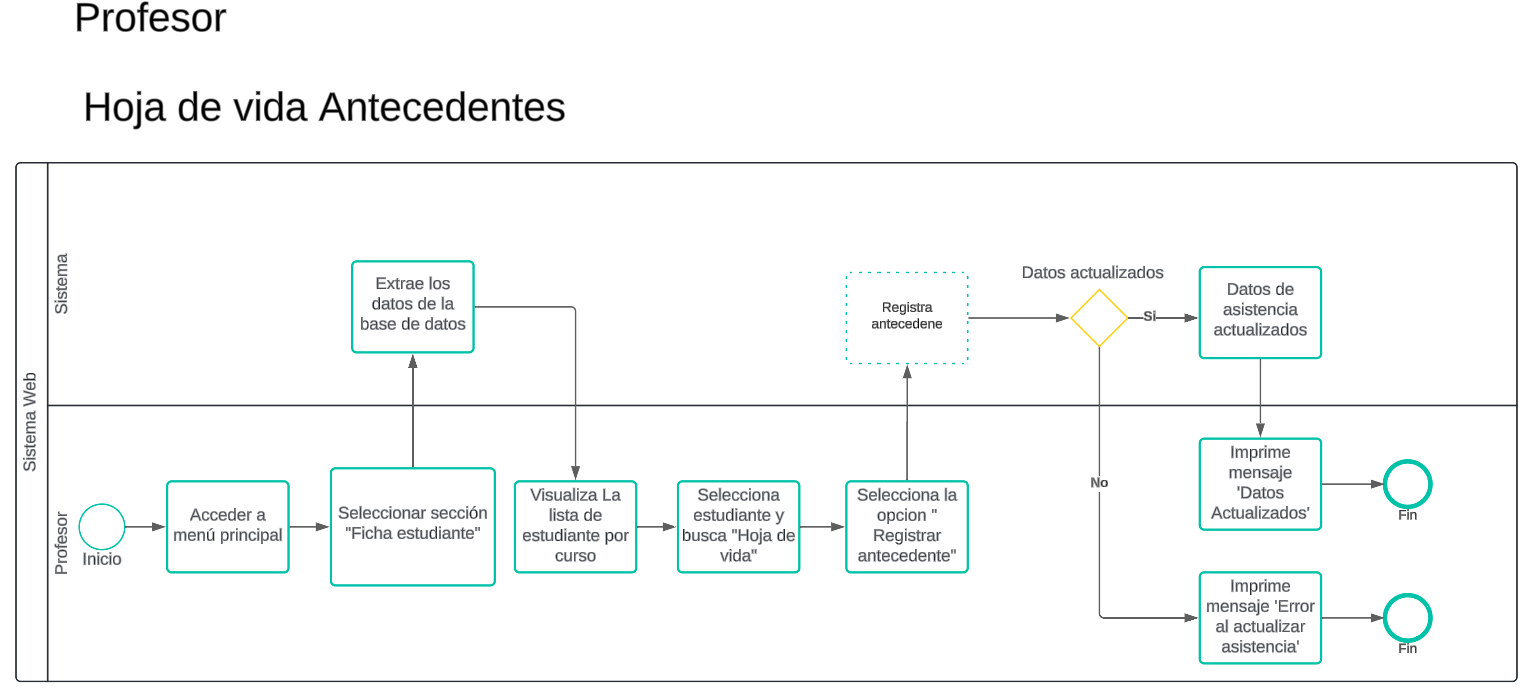 Profesor
Hoja de vida Antecedentes
Sistema Web
Sistema
Extrae los
datos de la
base de datos
Registra
antecedene
Datos actualizados
Si
No
Datos de
asistencia
actualizados
Profesor
Inicio
Acceder a
menú principal
Seleccionar sección
"Ficha estudiante"
Visualiza La
lista de
estudiante por
curso
Selecciona
estudiante y
busca "Hoja de
vida"
Selecciona la
opcion "
Registrar
antecedente"
Imprime
mensaje
'Datos
Actualizados'
Fin
Imprime
mensaje 'Error
al actualizar
asistencia'
Fin